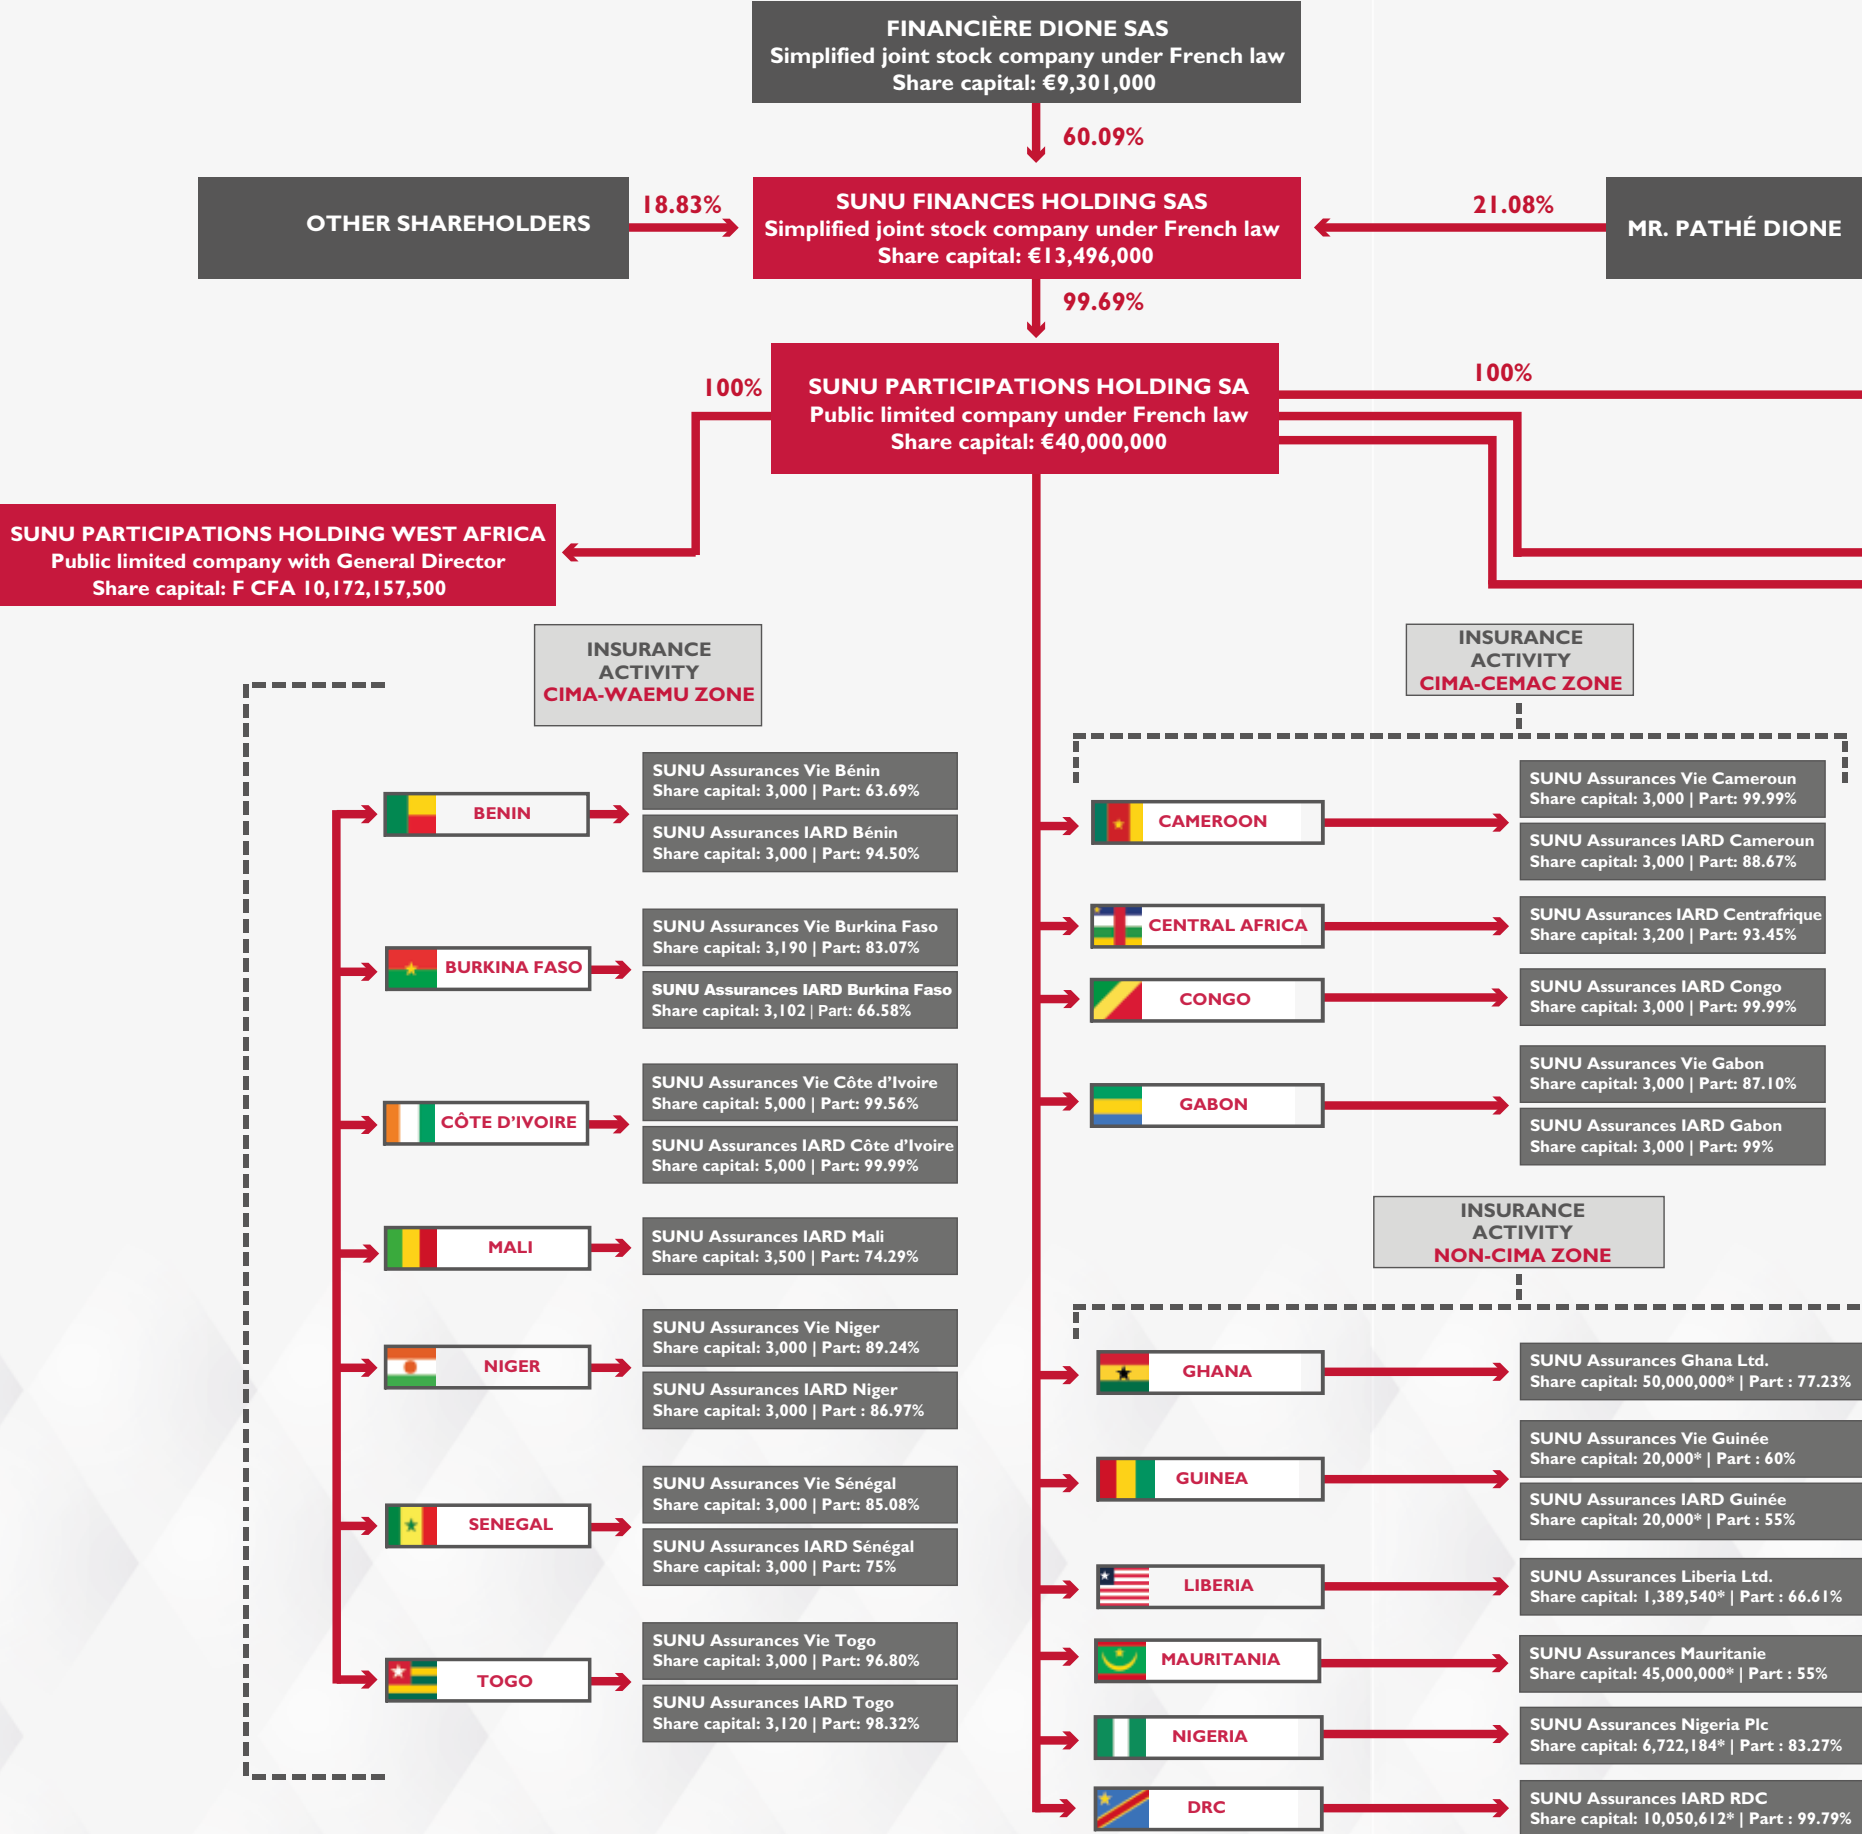 FINANCIÈRE DIONE SAS
Simplified joint stock company under French law
Share capital: €9,301,000
60.09%
OTHER SHAREHOLDERS
18.83%
SUNU FINANCES HOLDING SAS
Simplified joint stock company under French law
Share capital: €13,496,000
21.08%
MR. PATHÉ DIONE
99.69%
100%
SUNU PARTICIPATIONS HOLDING SA
Public limited company under French law
Share capital: €40,000,000
100%
SUNU PARTICIPATIONS HOLDING WEST AFRICA
Public limited company with General Director
Share capital: F CFA 10,172,157,500
INSURANCE
ACTIVITY
CIMA-WAEMU ZONE
BENIN
SUNU Assurances Vie Bénin
Share capital: 3,000 | Part: 63.69%
SUNU Assurances IARD Bénin
Share capital: 3,000 | Part: 94.50%
BURKINA FASO
SUNU Assurances Vie Burkina Faso
Share capital: 3,190 | Part: 83.07%
SUNU Assurances IARD Burkina Faso
Share capital: 3,102 | Part: 66.58%
CÔTE D'IVOIRE
SUNU Assurances Vie Côte d'Ivoire
Share capital: 5,000 | Part: 99.56%
SUNU Assurances IARD Côte d'Ivoire
Share capital: 5,000 | Part: 99.99%
MALI
SUNU Assurances IARD Mali
Share capital: 3,500 | Part: 74.29%
NIGER
SUNU Assurances Vie Niger
Share capital: 3,000 | Part: 89.24%
SUNU Assurances IARD Niger
Share capital: 3,000 | Part : 86.97%
SENEGAL
SUNU Assurances Vie Sénégal
Share capital: 3,000 | Part: 85.08%
SUNU Assurances IARD Sénégal
Share capital: 3,000 | Part: 75%
TOGO
SUNU Assurances Vie Togo
Share capital: 3,000 | Part: 96.80%
SUNU Assurances IARD Togo
Share capital: 3,120 | Part: 98.32%
INSURANCE
ACTIVITY
CIMA-CEMAC ZONE
CAMEROON
SUNU Assurances Vie Cameroun
Share capital: 3,000 | Part: 99.99%
SUNU Assurances IARD Cameroun
Share capital: 3,000 | Part: 88.67%
CENTRAL AFRICA
SUNU Assurances IARD Centrafrique
Share capital: 3,200 | Part: 93.45%
CONGO
SUNU Assurances IARD Congo
Share capital: 3,000 | Part: 99.99%
GABON
SUNU Assurances Vie Gabon
Share capital: 3,000 | Part: 87.10%
SUNU Assurances IARD Gabon
Share capital: 3,000 | Part: 99%
INSURANCE
ACTIVITY
NON-CIMA ZONE
GHANA
SUNU Assurances Ghana Ltd.
Share capital: 50,000,000* | Part : 77.23%
GUINEA
SUNU Assurances Vie Guinée
Share capital: 20,000* | Part : 60%
SUNU Assurances IARD Guinée
Share capital: 20,000* | Part : 55%
LIBERIA
SUNU Assurances Liberia Ltd.
Share capital: 1,389,540* | Part : 66.61%
MAURITANIA
SUNU Assurances Mauritanie
Share capital: 45,000,000* | Part : 55%
NIGERIA
SUNU Assurances Nigeria Plc
Share capital: 6,722,184* | Part : 83.27%
DRC
SUNU Assurances IARD RDC
Share capital: 10,050,612* | Part : 99.79%